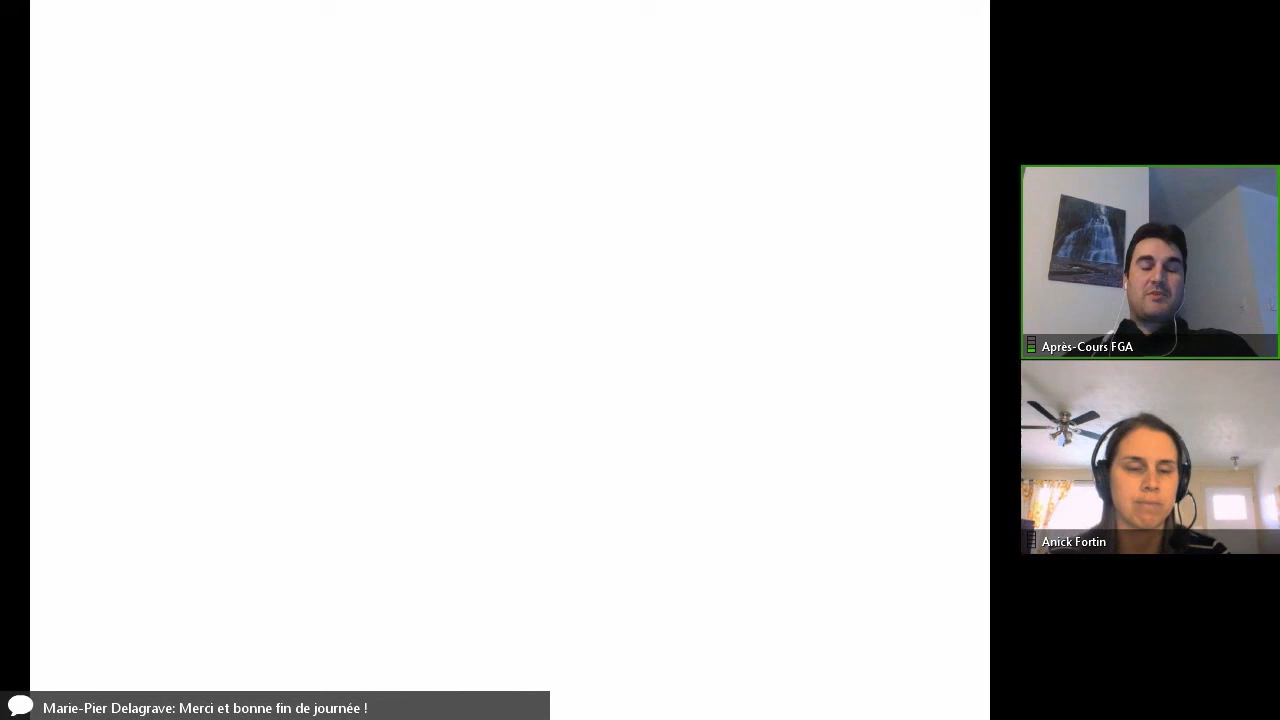 Après-Cours FGA
Anick Fortin
Marie-Pier Delagrave: Merci et bonne fin de journée !